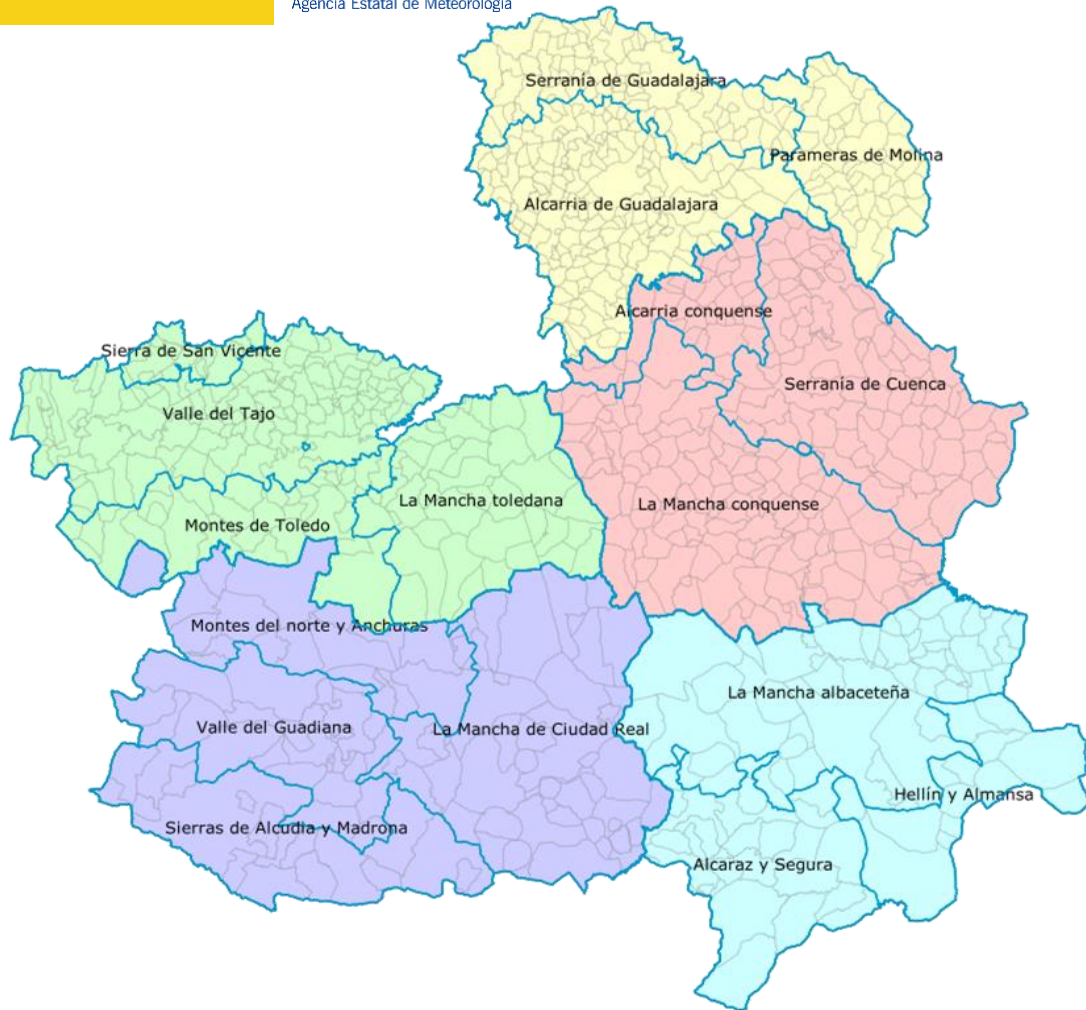 Agencia Estatal de Meteorología
Serranía de Guadalajara
Parameras de Molina
Alcarria de Guadalajara
Alcarria conquense
Sierra de San Vicente
Serranía de Cuenca
Valle del Tajo
La Mancha toledana
La Mancha conquense
Montes de Toledo
Montes del norte y Anchuras
La Mancha albaceteña
Valle del Guadiana
La Mancha de Ciudad Real
Hellín y Almansa
Sierras de Alcudia y Madrona
Alcaraz y Segura